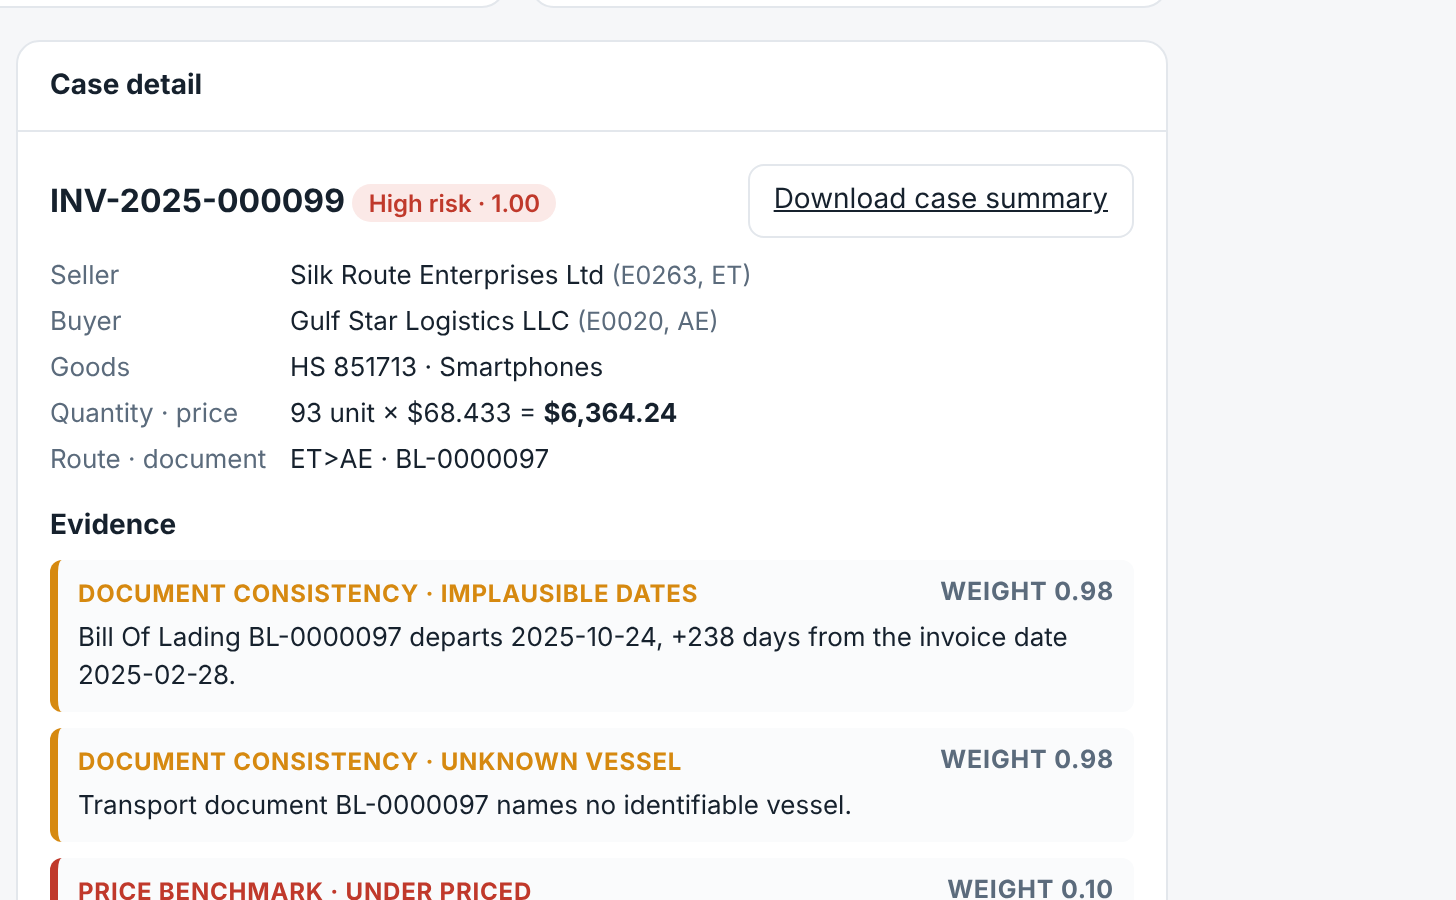 Case detail
INV-2025-000099 High risk · 1.00 Download case summary
Seller Silk Route Enterprises Ltd (E0263, ET)
Buyer Gulf Star Logistics LLC (E0020, AE)
Goods HS 851713 · Smartphones
Quantity · price 93 unit × $68.433 = $6,364.24
Route · document ET>AE · BL-0000097
Evidence
DOCUMENT CONSISTENCY · IMPLAUSIBLE DATES WEIGHT 0.98
Bill Of Lading BL-0000097 departs 2025-10-24, +238 days from the invoice date
2025-02-28.
DOCUMENT CONSISTENCY · UNKNOWN VESSEL WEIGHT 0.98
Transport document BL-0000097 names no identifiable vessel.
PRICE BENCHMARK · UNDER PRICED WEIGHT 0.10